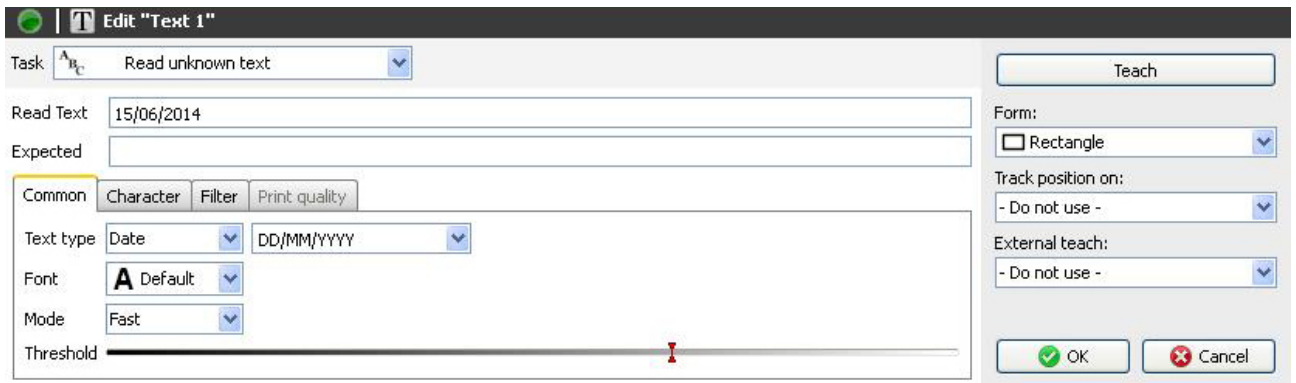 T Edit "Text 1"
Task ABC Read unknown text
Teach
Read Text 15/06/2014
Expected
Form:
Rectangle
Track position on:
- Do not use -
External teach:
- Do not use -
Common Character Filter Print quality
Text type Date DD/MM/YYYY
Font A Default
Mode Fast
Threshold
OK Cancel